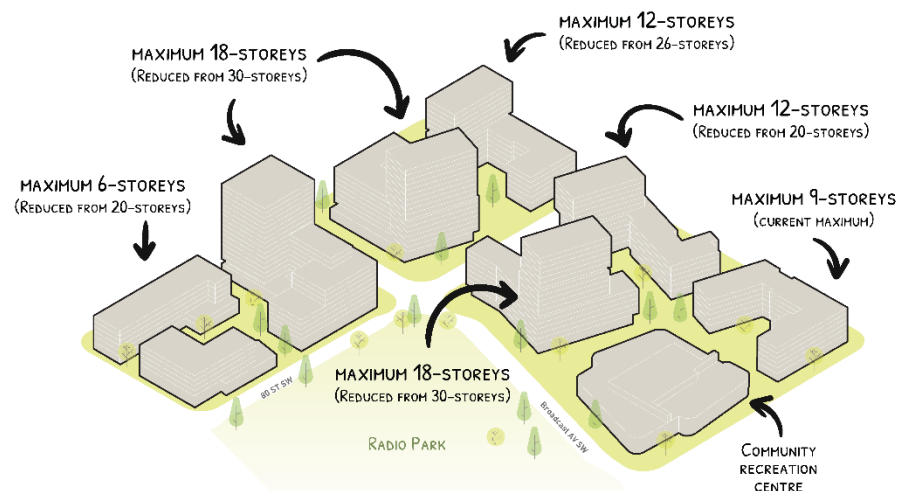 MAXIMUM 12-STOREYS
(REDUCED FROM 26-STOREYS)
MAXIMUM 18-STOREYS
(REDUCED FROM 30-STOREYS)
MAXIMUM 12-STOREYS
(REDUCED FROM 20-STOREYS)
MAXIMUM 6-STOREYS
(REDUCED FROM 20-STOREYS)
MAXIMUM 9-STOREYS
(CURRENT MAXIMUM)
MAXIMUM 18-STOREYS
(REDUCED FROM 30-STOREYS)
80 ST SW
Broadcast AV SW
RADIO PARK
COMMUNITY
RECREATION
CENTRE